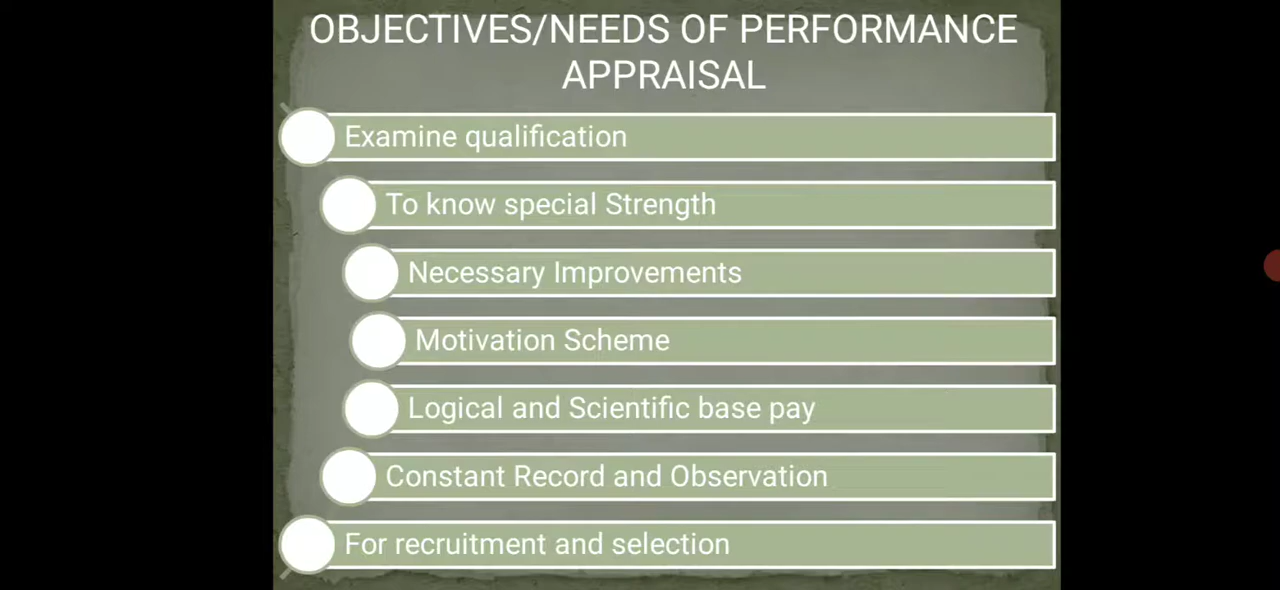 OBJECTIVES/NEEDS OF PERFORMANCE
APPRAISAL
Examine qualification
To know special Strength
Necessary Improvements
Motivation Scheme
Logical and Scientific base pay
Constant Record and Observation
For recruitment and selection